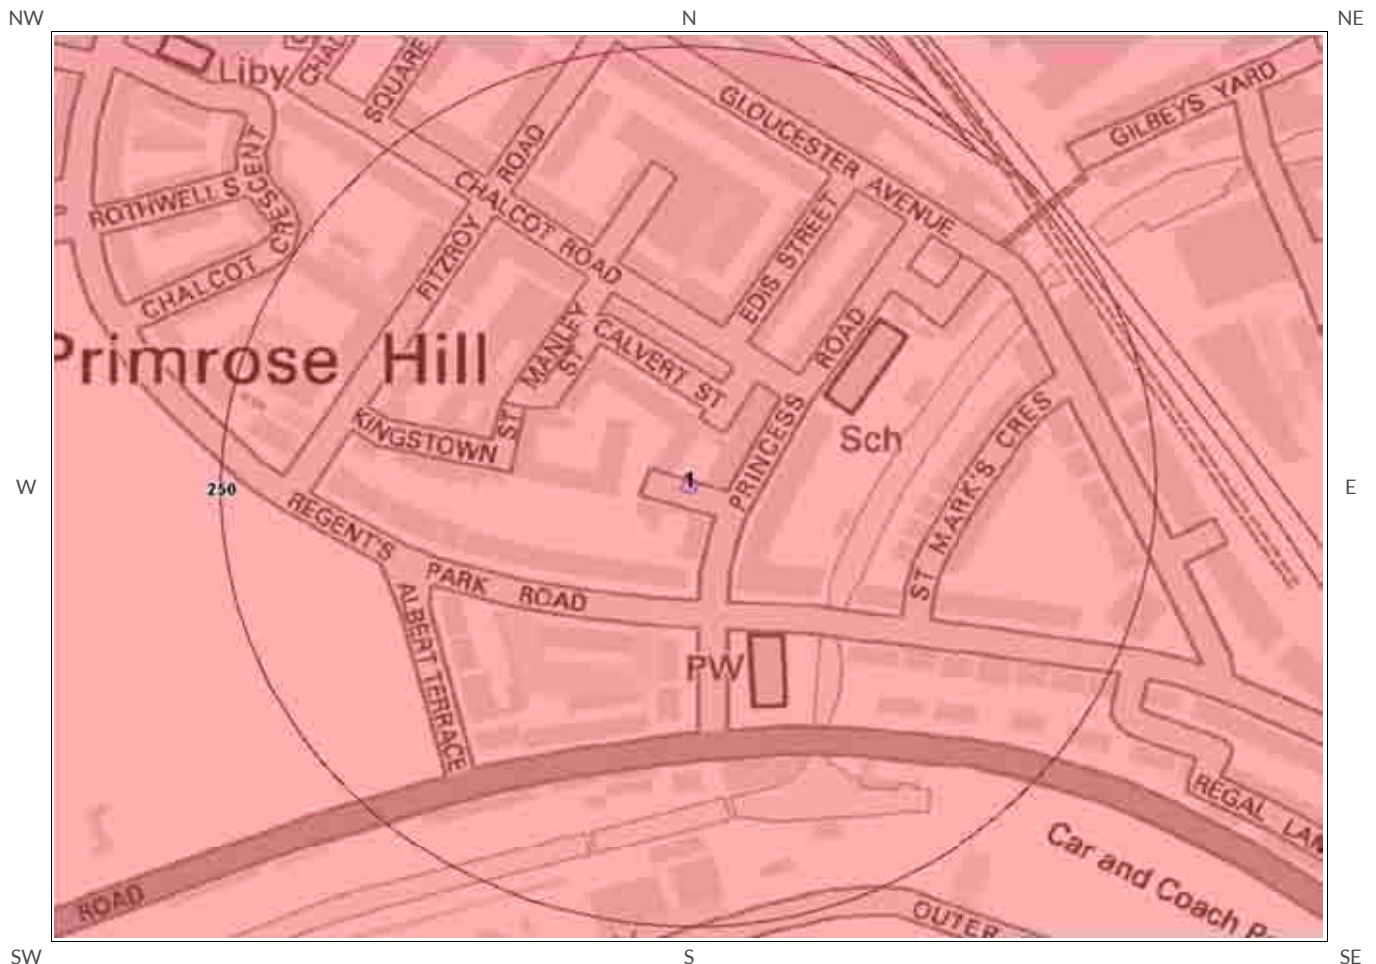 NW
N
NE
Liby
SQUARE
GLOUCESTER AVENUE
GILBEYS YARD
ROTHWELL S
CHALCOT CRESCENT
FITZROY ROAD
CHALCOT ROAD
EDIS STREET
MANLEY ST
CALVERT ST
PRINCESS ROAD
Primrose Hill
Sch
KINGSTOWN ST
ST MARK'S CRES
W
250
1
E
REGENT'S PARK ROAD
ALBERT TERRACE
PW
REGAL LAN
Car and Coach P
ROAD
OUTER
SW
S
SE